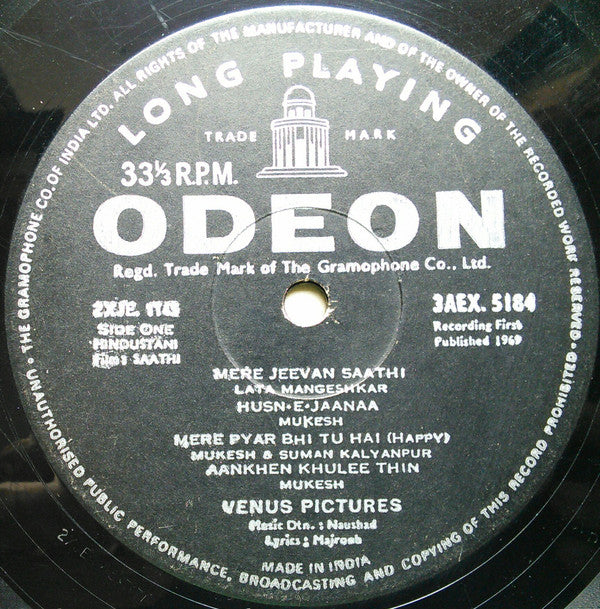 UNAUTHORISED PUBLIC PERFORMANCE, BROADCASTING AND COPYING OF THIS RECORD PROHIBITED · THE GRAMOPHONE CO. OF INDIA LTD. ALL RIGHTS OF THE MANUFACTURER AND OF THE OWNER OF THE RECORDED WORK RESERVED ·
LONG PLAYING
TRADE MARK
33⅓ R.P.M.
ODEON
Regd. Trade Mark of The Gramophone Co., Ltd.
3AEX. 5184
SIDE ONE
HINDUSTANI
Film: SAATHI
Recording First
Published 1969
MERE JEEVAN SAATHI
LATA MANGESHKAR
HUSN·E·JAANAA
MUKESH
MERE PYAR BHI TU HAI (HAPPY)
MUKESH & SUMAN KALYANPUR
AANKHEN KHULEE THIN
MUKESH
VENUS PICTURES
Music Dtn. : Naushad
Lyrics : Majrooh
MADE IN INDIA